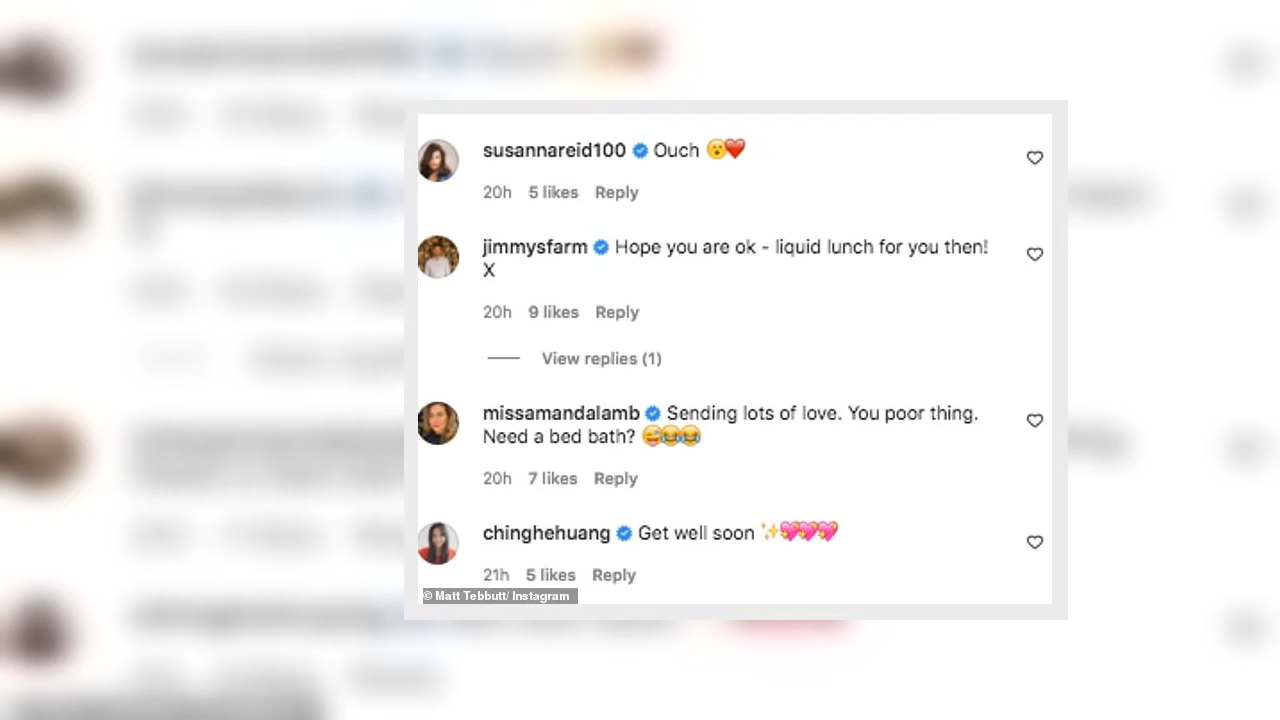 susannareid100 Ouch 😮❤️
20h 5 likes Reply
jimmysfarm Hope you are ok - liquid lunch for you then!
X
20h 9 likes Reply
View replies (1)
missamandalamb Sending lots of love. You poor thing.
Need a bed bath? 😅😂😂
20h 7 likes Reply
chinghehuang Get well soon ✨💖💖💖
21h 5 likes Reply
© Matt Tebbutt/ Instagram